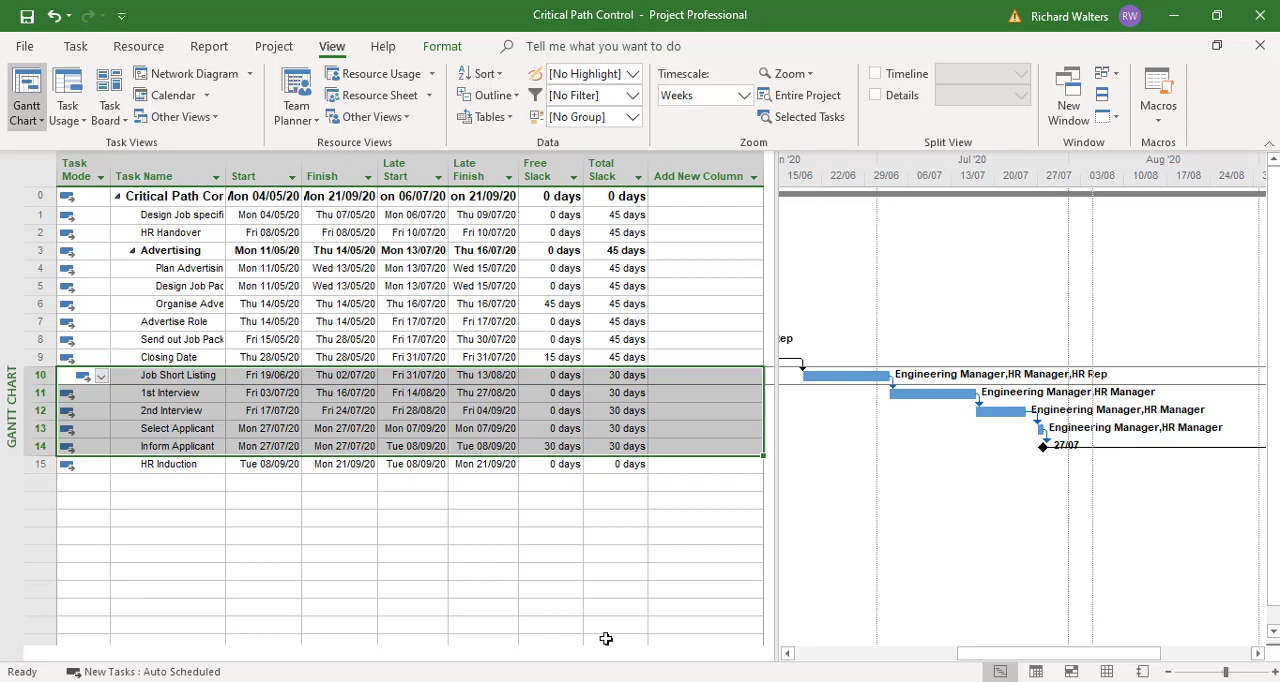 Critical Path Control - Project Professional
Richard Walters RW
File Task Resource Report Project View Help Format Tell me what you want to do
Gantt Chart
Task Usage
Task Board
Network Diagram
Calendar
Other Views
Task Views
Team Planner
Resource Usage
Resource Sheet
Other Views
Resource Views
Sort
Outline
Tables
[No Highlight]
[No Filter]
[No Group]
Data
Timescale:
Weeks
Zoom
Entire Project
Selected Tasks
Zoom
Timeline
Details
Split View
New Window
Window
Macros
Macros
Task Mode Task Name Start Finish Late Start Late Finish Free Slack Total Slack Add New Column
n '20 Jul '20 Aug '20
15/06 22/06 29/06 06/07 13/07 20/07 27/07 03/08 10/08 17/08 24/08 31
0 Critical Path Cor Mon 04/05/20 Mon 21/09/20 on 06/07/20 on 21/09/20 0 days 0 days
1 Design Job specifi Mon 04/05/20 Thu 07/05/20 Mon 06/07/20 Thu 09/07/20 0 days 45 days
2 HR Handover Fri 08/05/20 Fri 08/05/20 Fri 10/07/20 Fri 10/07/20 0 days 45 days
3 Advertising Mon 11/05/20 Thu 14/05/20 Mon 13/07/20 Thu 16/07/20 0 days 45 days
4 Plan Advertisin Mon 11/05/20 Wed 13/05/20 Mon 13/07/20 Wed 15/07/20 0 days 45 days
5 Design Job Pac Mon 11/05/20 Wed 13/05/20 Mon 13/07/20 Wed 15/07/20 0 days 45 days
6 Organise Adve Thu 14/05/20 Thu 14/05/20 Thu 16/07/20 Thu 16/07/20 45 days 45 days
7 Advertise Role Thu 14/05/20 Thu 14/05/20 Fri 17/07/20 Fri 17/07/20 0 days 45 days
8 Send out Job Pack Fri 15/05/20 Thu 28/05/20 Fri 17/07/20 Thu 30/07/20 0 days 45 days
ep
9 Closing Date Thu 28/05/20 Thu 28/05/20 Fri 31/07/20 Fri 31/07/20 15 days 45 days
10 Job Short Listing Fri 19/06/20 Thu 02/07/20 Fri 31/07/20 Thu 13/08/20 0 days 30 days Engineering Manager,HR Manager,HR Rep
11 1st Interview Fri 03/07/20 Thu 16/07/20 Fri 14/08/20 Thu 27/08/20 0 days 30 days Engineering Manager,HR Manager
12 2nd Interview Fri 17/07/20 Fri 24/07/20 Fri 28/08/20 Fri 04/09/20 0 days 30 days Engineering Manager,HR Manager
13 Select Applicant Mon 27/07/20 Mon 27/07/20 Mon 07/09/20 Mon 07/09/20 0 days 30 days Engineering Manager,HR Manager
14 Inform Applicant Mon 27/07/20 Mon 27/07/20 Tue 08/09/20 Tue 08/09/20 30 days 30 days 27/07
15 HR Induction Tue 08/09/20 Mon 21/09/20 Tue 08/09/20 Mon 21/09/20 0 days 0 days
GANTT CHART
Ready New Tasks : Auto Scheduled